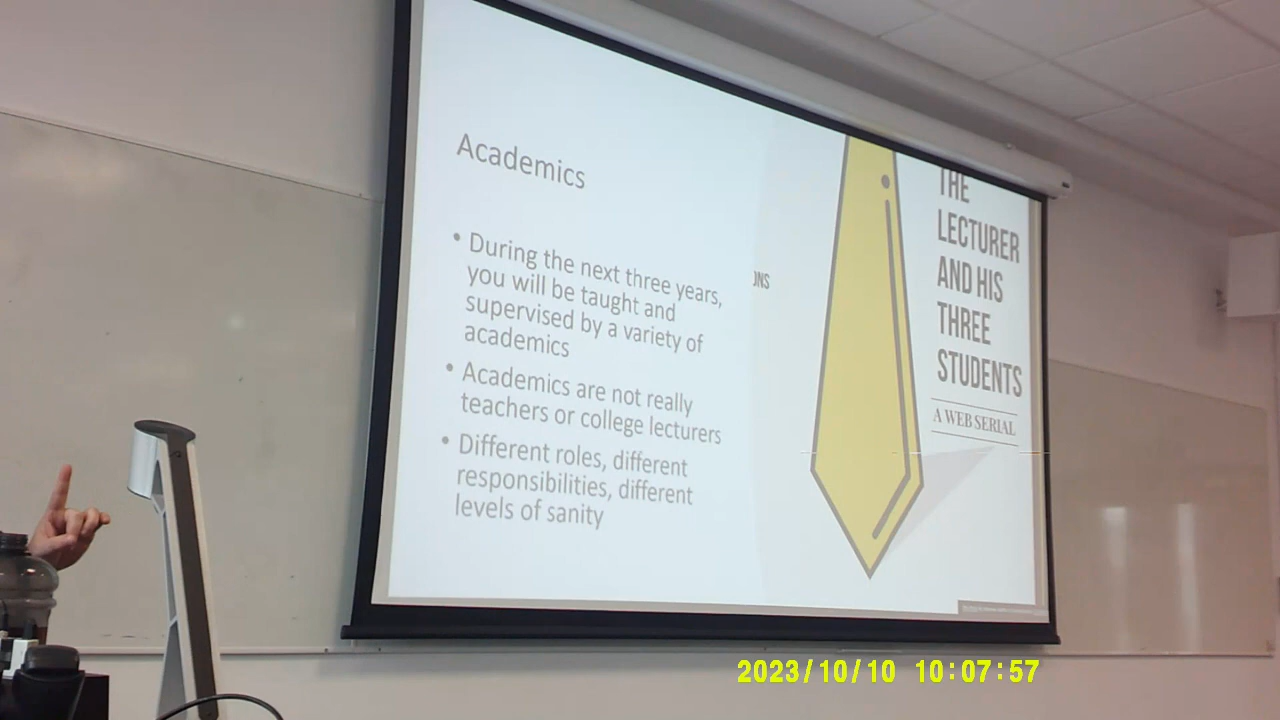 Academics
• During the next three years,
you will be taught and
supervised by a variety of
academics
• Academics are not really
teachers or college lecturers
• Different roles, different
responsibilities, different
levels of sanity
ONS
THE
LECTURER
AND HIS
THREE
STUDENTS
A WEB SERIAL
2023/10/10 10:07:57